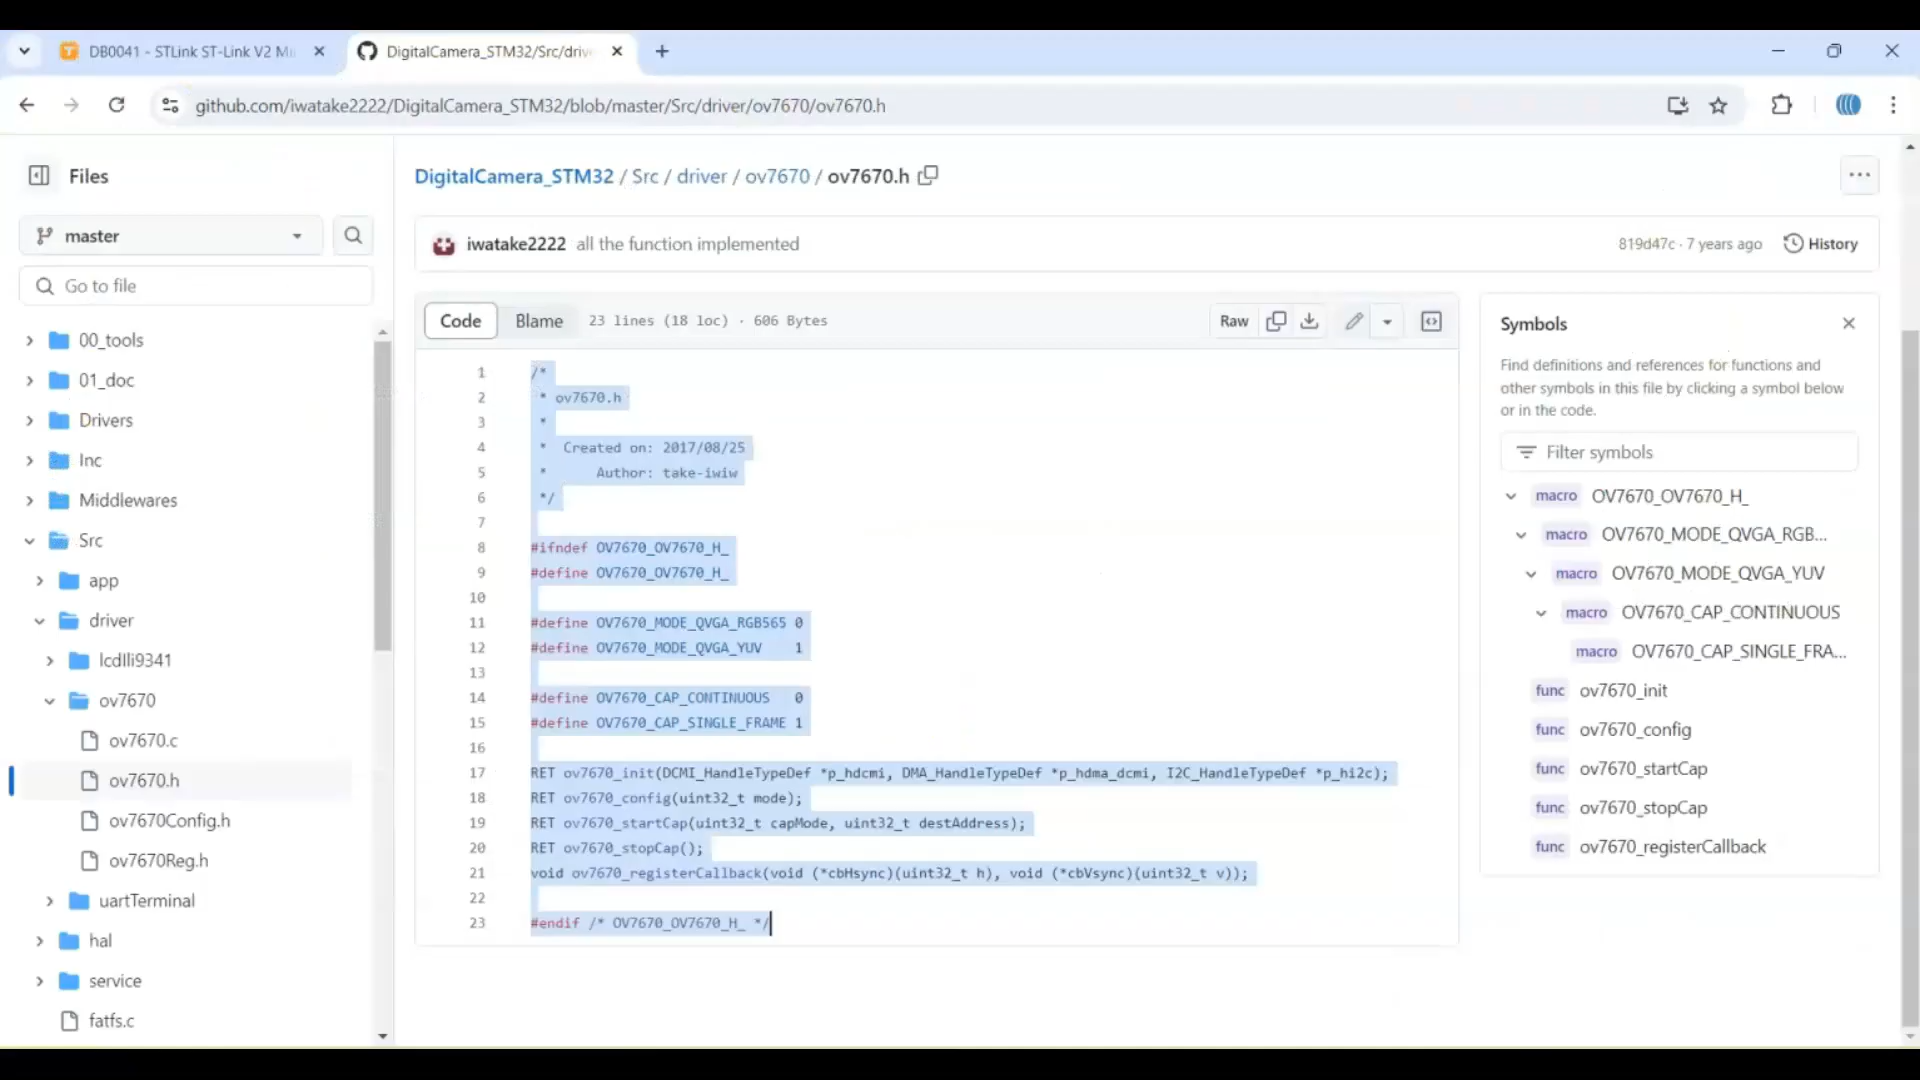 DB0041 - STLink ST-Link V2 Mi
DigitalCamera_STM32/Src/driv
github.com/iwatake2222/DigitalCamera_STM32/blob/master/Src/driver/ov7670/ov7670.h
Files
master
Go to file
00_tools
01_doc
Drivers
Inc
Middlewares
Src
app
driver
lcdIli9341
ov7670
ov7670.c
ov7670.h
ov7670Config.h
ov7670Reg.h
uartTerminal
hal
service
fatfs.c
DigitalCamera_STM32 / Src / driver / ov7670 / ov7670.h
iwatake2222 all the function implemented
819d47c · 7 years ago
History
Code
Blame
23 lines (18 loc) · 606 Bytes
Raw
1 /*
2 * ov7670.h
3 *
4 * Created on: 2017/08/25
5 * Author: take-iwiw
6 */
7
8 #ifndef OV7670_OV7670_H_
9 #define OV7670_OV7670_H_
10
11 #define OV7670_MODE_QVGA_RGB565 0
12 #define OV7670_MODE_QVGA_YUV 1
13
14 #define OV7670_CAP_CONTINUOUS 0
15 #define OV7670_CAP_SINGLE_FRAME 1
16
17 RET ov7670_init(DCMI_HandleTypeDef *p_hdcmi, DMA_HandleTypeDef *p_hdma_dcmi, I2C_HandleTypeDef *p_hi2c);
18 RET ov7670_config(uint32_t mode);
19 RET ov7670_startCap(uint32_t capMode, uint32_t destAddress);
20 RET ov7670_stopCap();
21 void ov7670_registerCallback(void (*cbHsync)(uint32_t h), void (*cbVsync)(uint32_t v));
22
23 #endif /* OV7670_OV7670_H_ */
Symbols
Find definitions and references for functions and
other symbols in this file by clicking a symbol below
or in the code.
Filter symbols
macro OV7670_OV7670_H_
macro OV7670_MODE_QVGA_RGB...
macro OV7670_MODE_QVGA_YUV
macro OV7670_CAP_CONTINUOUS
macro OV7670_CAP_SINGLE_FRA...
func ov7670_init
func ov7670_config
func ov7670_startCap
func ov7670_stopCap
func ov7670_registerCallback